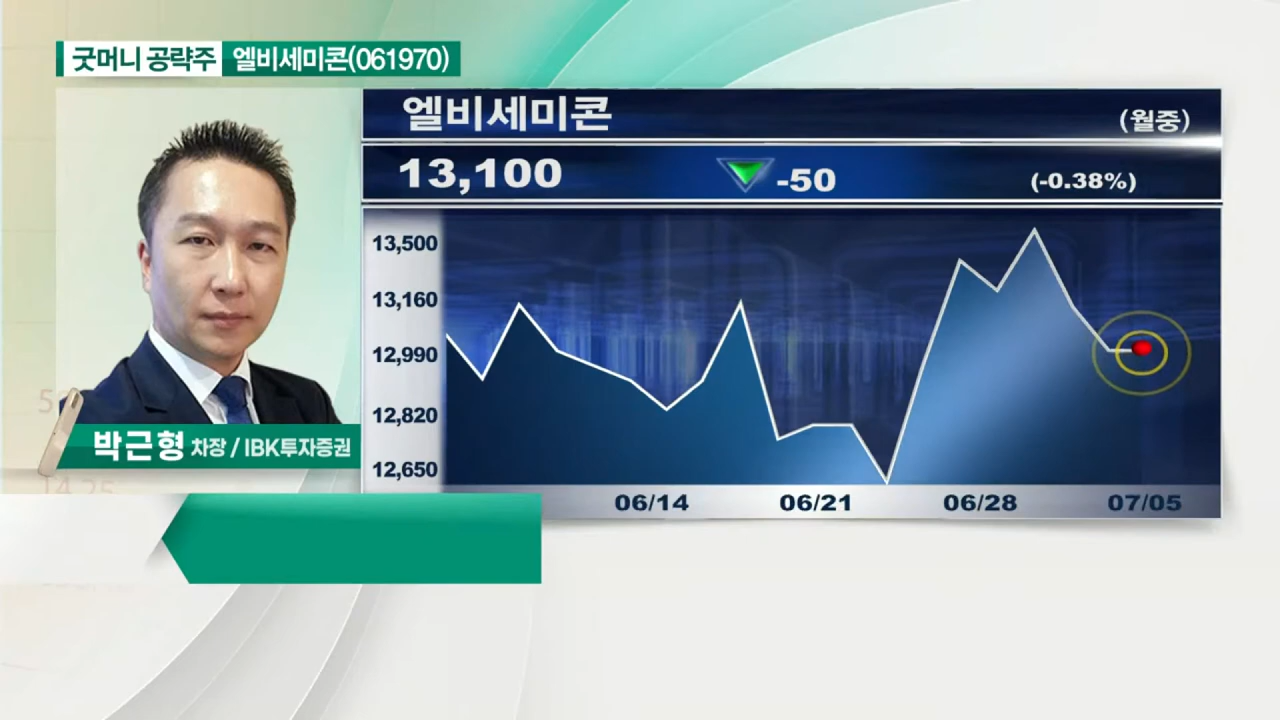 굿머니 공략주 엘비세미콘(061970)
엘비세미콘 (월중)
13,100 -50 (-0.38%)
13,500
13,160
12,990
12,820
12,650
06/14 06/21 06/28 07/05
박근형 차장 / IBK투자증권